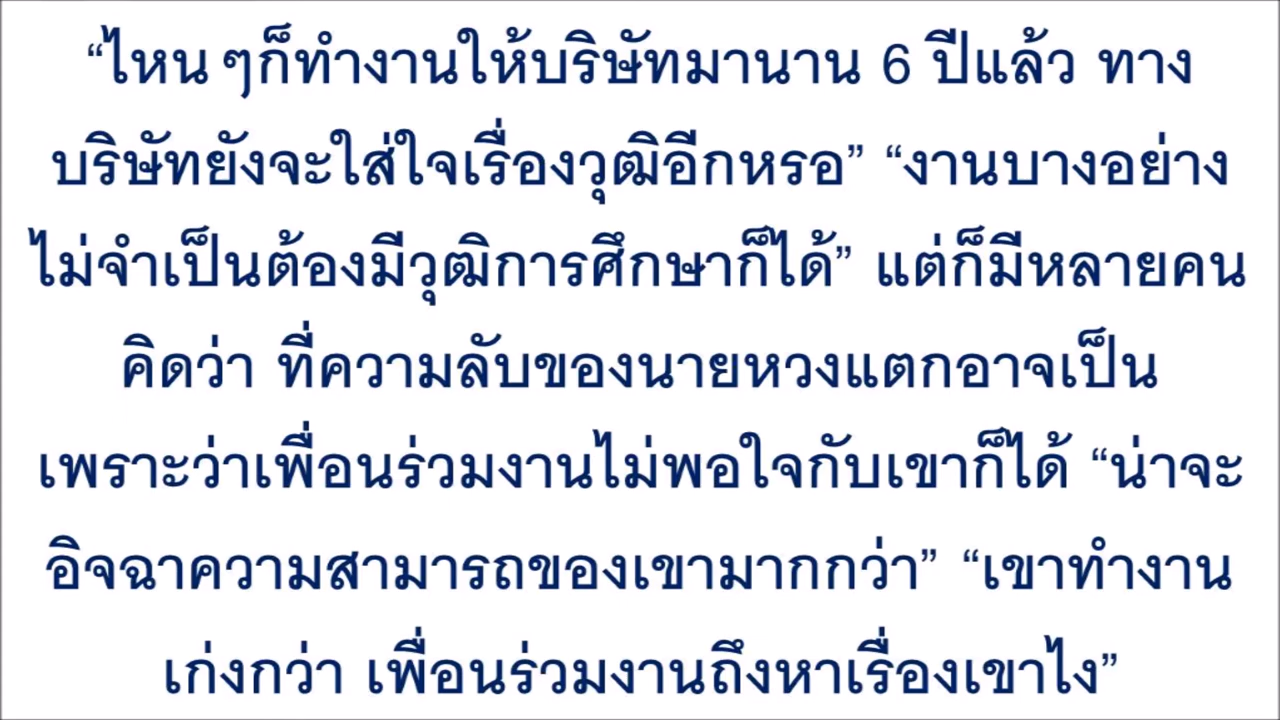 “ไหน ๆก็ทำงานให้บริษัทมานาน 6 ปีแล้ว ทาง
บริษัทยังจะใส่ใจเรื่องวุฒิอีกหรอ” “งานบางอย่าง
ไม่จำเป็นต้องมีวุฒิการศึกษาก็ได้” แต่ก็มีหลายคน
คิดว่า ที่ความลับของนายหวงแตกอาจเป็น
เพราะว่าเพื่อนร่วมงานไม่พอใจกับเขาก็ได้ “น่าจะ
อิจฉาความสามารถของเขามากกว่า” “เขาทำงาน
เก่งกว่า เพื่อนร่วมงานถึงหาเรื่องเขาไง”